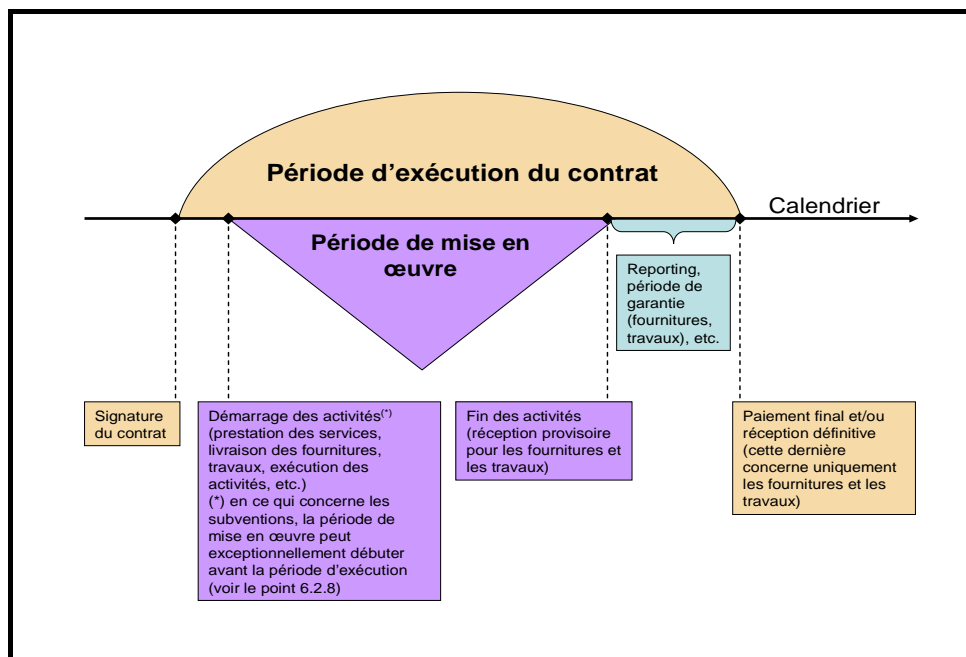 Période d'exécution du contrat
Calendrier
Période de mise en
œuvre
Reporting,
période de
garantie
(fournitures,
travaux), etc.
Signature
du contrat
Démarrage des activités(*)
(prestation des services,
livraison des fournitures,
travaux, exécution des
activités, etc.)
(*) en ce qui concerne les
subventions, la période de
mise en œuvre peut
exceptionnellement débuter
avant la période d'exécution
(voir le point 6.2.8)
Fin des activités
(réception provisoire
pour les fournitures et
les travaux)
Paiement final et/ou
réception définitive
(cette dernière
concerne uniquement
les fournitures et les
travaux)